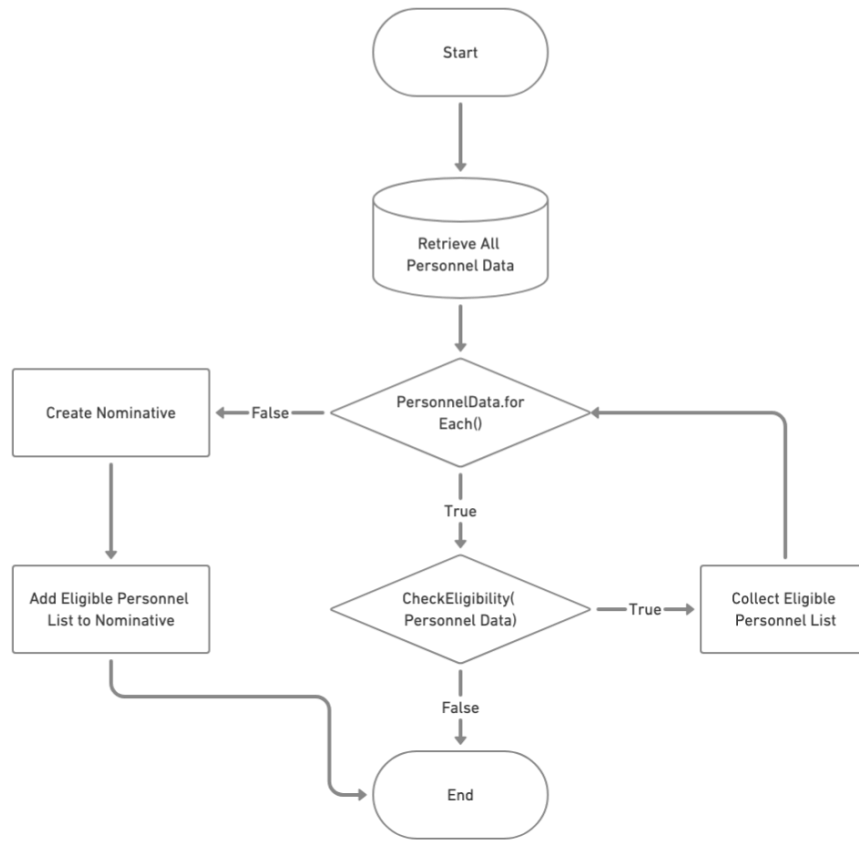 Start
Retrieve All
Personnel Data
PersonnelData.for
Each()
False
Create Nominative
True
Add Eligible Personnel
List to Nominative
CheckEligibility(
Personnel Data)
True
Collect Eligible
Personnel List
False
End